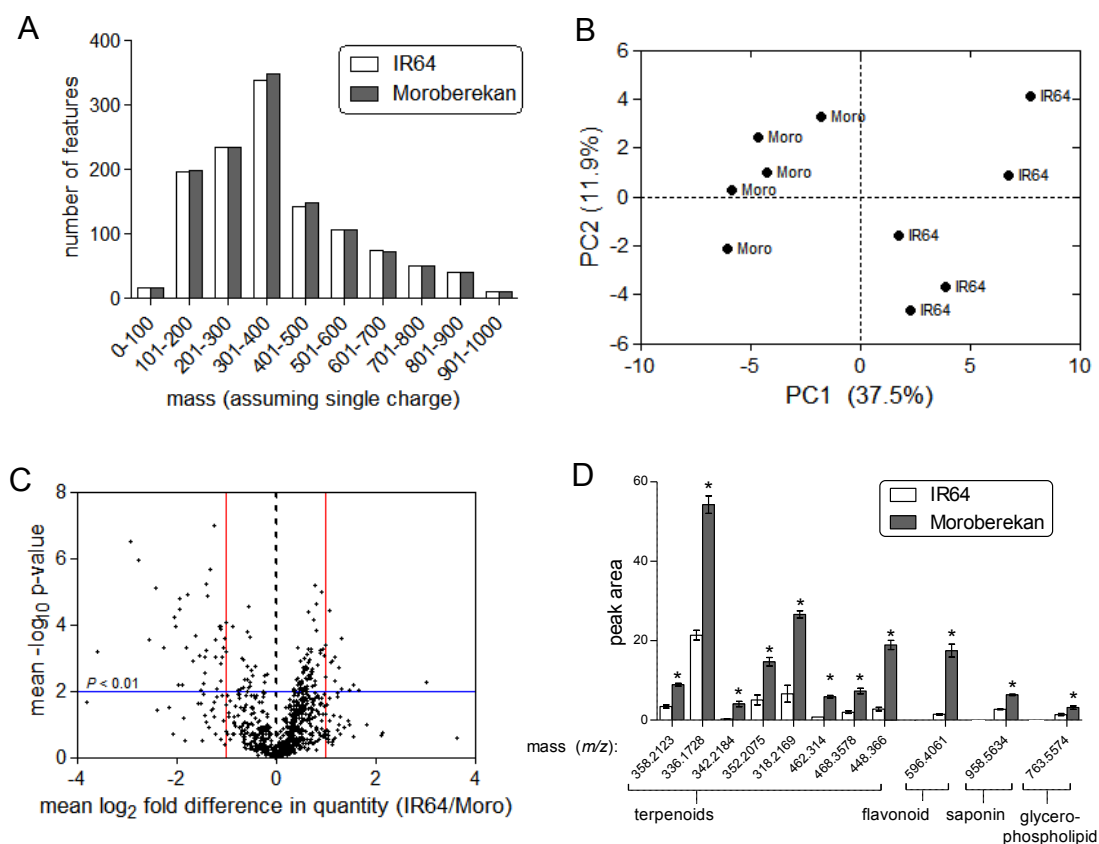 A
400
300
200
100
0
number of features
IR64
Moroberekan
0-100
101-200
201-300
301-400
401-500
501-600
601-700
701-800
801-900
901-1000
mass (assuming single charge)
B
6
4
2
0
-2
-4
-6
PC2 (11.9%)
Moro
Moro
Moro
Moro
Moro
IR64
IR64
IR64
IR64
IR64
-10
-5
0
5
10
PC1 (37.5%)
C
8
6
4
2
0
mean -log10 p-value
P < 0.01
-4
-2
0
2
4
mean log2 fold difference in quantity (IR64/Moro)
D
60
40
20
0
peak area
IR64
Moroberekan
* * * * * * * * * * *
mass (m/z):
358.2123
336.1728
342.2184
352.2075
318.2169
462.314
468.3578
448.366
596.4061
958.5634
763.5574
terpenoids
flavonoid
saponin
glycero-
phospholipid